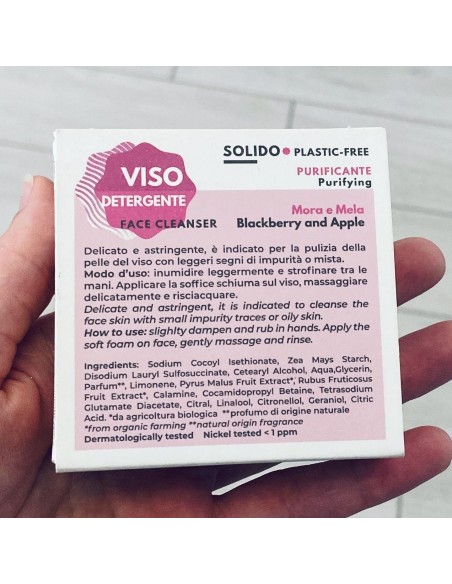 VISO
DETERGENTE
FACE CLEANSER
SOLIDO • PLASTIC-FREE
PURIFICANTE
Purifying
Mora e Mela
Blackberry and Apple
Delicato e astringente, è indicato per la pulizia della
pelle del viso con leggeri segni di impurità o mista.
Modo d'uso: inumidire leggermente e strofinare tra le
mani. Applicare la soffice schiuma sul viso, massaggiare
delicatamente e risciacquare.
Delicate and astringent, it is indicated to cleanse the
face skin with small impurity traces or oily skin.
How to use: slighlty dampen and rub in hands. Apply the
soft foam on face, gently massage and rinse.
Ingredients: Sodium Cocoyl Isethionate, Zea Mays Starch,
Disodium Lauryl Sulfosuccinate, Cetearyl Alcohol, Aqua,Glycerin,
Parfum**, Limonene, Pyrus Malus Fruit Extract*, Rubus Fruticosus
Fruit Extract*, Calamine, Cocamidopropyl Betaine, Tetrasodium
Glutamate Diacetate, Citral, Linalool, Citronellol, Geraniol, Citric
Acid. *da agricoltura biologica **profumo di origine naturale
*from organic farming **natural origin fragrance
Dermatologically tested Nickel tested < 1 ppm